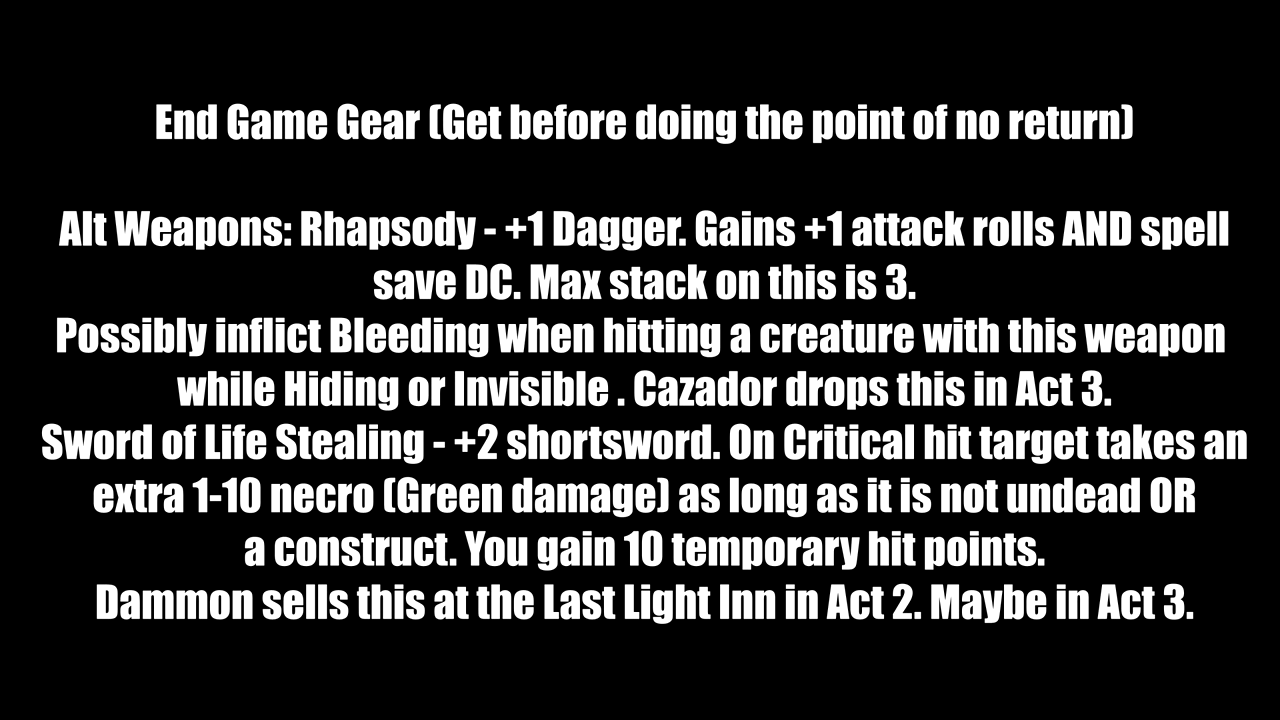 End Game Gear (Get before doing the point of no return)
Alt Weapons: Rhapsody - +1 Dagger. Gains +1 attack rolls AND spell
save DC. Max stack on this is 3.
Possibly inflict Bleeding when hitting a creature with this weapon
while Hiding or Invisible . Cazador drops this in Act 3.
Sword of Life Stealing - +2 shortsword. On Critical hit target takes an
extra 1-10 necro (Green damage) as long as it is not undead OR
a construct. You gain 10 temporary hit points.
Dammon sells this at the Last Light Inn in Act 2. Maybe in Act 3.